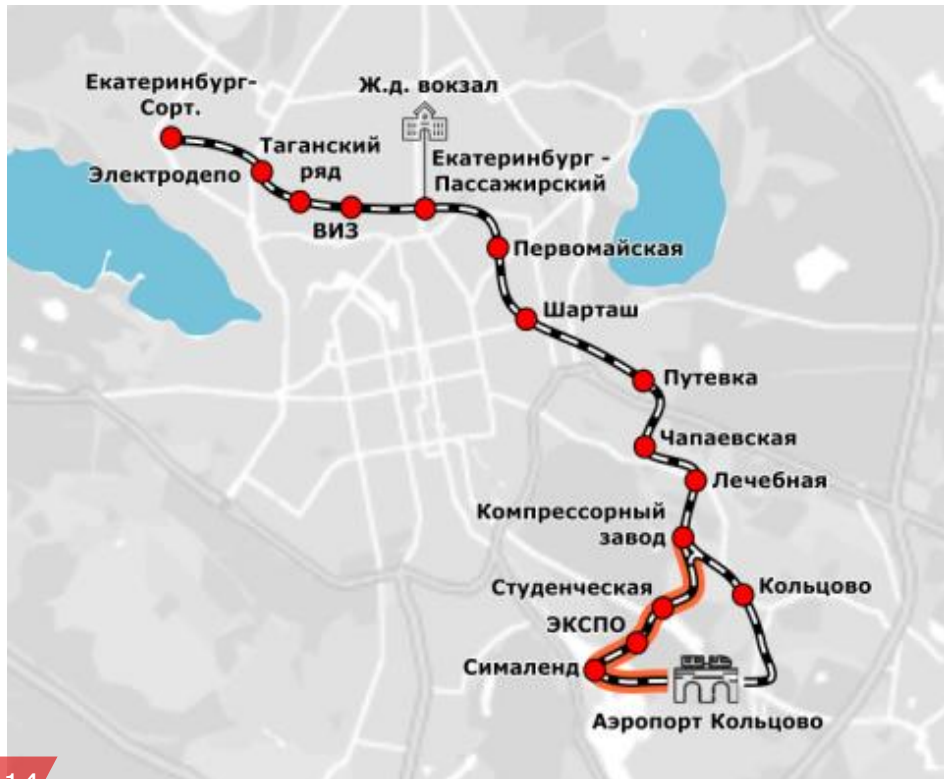 Екатеринбург-
Сорт.
Ж.д. вокзал
Таганский
ряд
Электродепо
Екатеринбург -
Пассажирский
ВИЗ
Первомайская
Шарташ
Путевка
Чапаевская
Лечебная
Компрессорный
завод
Студенческая
Кольцово
ЭКСПО
Сималенд
Аэропорт Кольцово
14